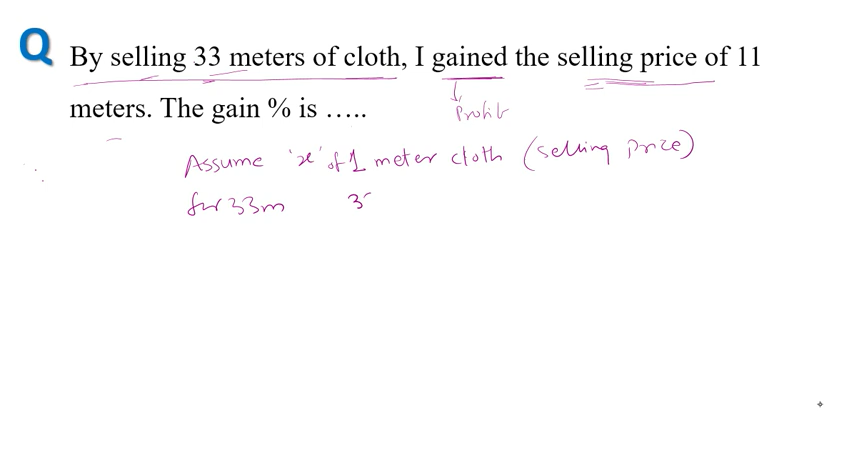 Q By selling 33 meters of cloth, I gained the selling price of 11
meters. The gain % is …..
Profit
Assume 'x' of 1 meter cloth (selling price)
for 33m 3